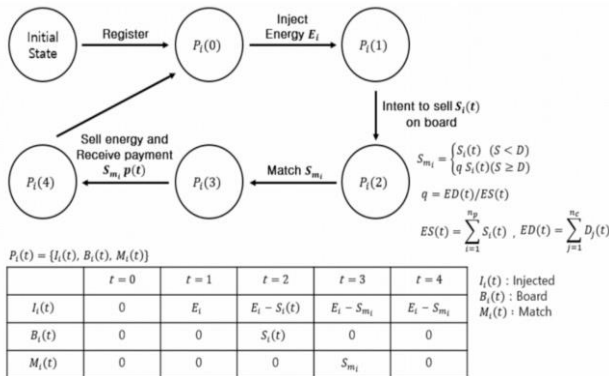 Initial
State
Register
P_i(0)
Inject
Energy E_i
P_i(1)
Intent to sell S_i(t)
on board
P_i(2)
Match S_{m_i}
P_i(3)
Sell energy and
Receive payment
S_{m_i} p(t)
P_i(4)
S_{m_i} = { S_i(t) (S < D)
q S_i(t)(S ≥ D)
q = ED(t)/ES(t)
ES(t) = ∑_{i=1}^{n_p} S_i(t) , ED(t) = ∑_{j=1}^{n_c} D_j(t)
P_i(t) = {I_i(t), B_i(t), M_i(t)}
t = 0 t = 1 t = 2 t = 3 t = 4
I_i(t) 0 E_i E_i − S_i(t) E_i − S_{m_i} E_i − S_{m_i}
B_i(t) 0 0 S_i(t) 0 0
M_i(t) 0 0 0 S_{m_i} 0
I_i(t) : Injected
B_i(t) : Board
M_i(t) : Match